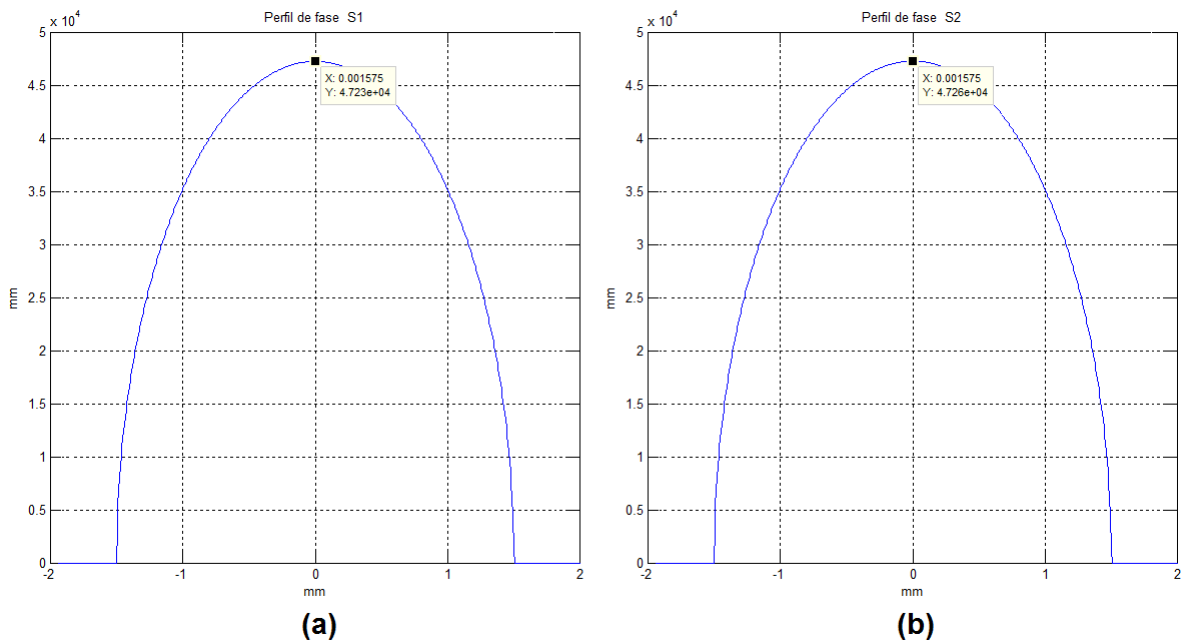 Perfil de fase S1
x 10^4
5
4.5
4
3.5
3
2.5
2
1.5
1
0.5
0
mm
X: 0.001575
Y: 4.723e+04
-2
-1
0
1
2
mm
(a)
Perfil de fase S2
x 10^4
5
4.5
4
3.5
3
2.5
2
1.5
1
0.5
0
mm
X: 0.001575
Y: 4.726e+04
-2
-1
0
1
2
mm
(b)